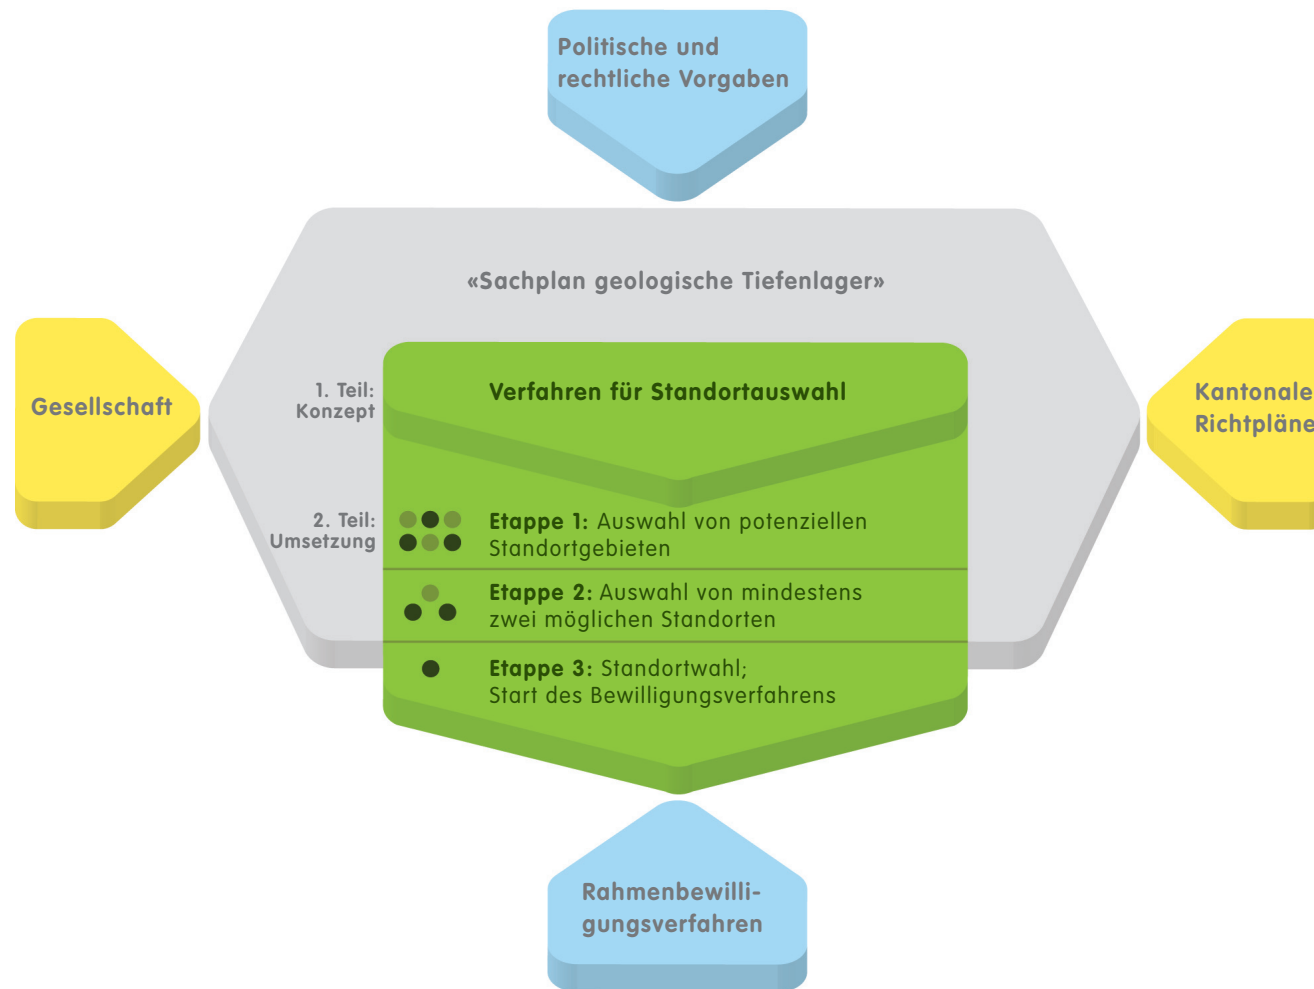 Politische und
rechtliche Vorgaben
«Sachplan geologische Tiefenlager»
Gesellschaft
1. Teil:
Konzept
Verfahren für Standortauswahl
Kantonale
Richtpläne
2. Teil:
Umsetzung
Etappe 1: Auswahl von potenziellen
Standortgebieten
Etappe 2: Auswahl von mindestens
zwei möglichen Standorten
Etappe 3: Standortwahl;
Start des Bewilligungsverfahrens
Rahmenbewilli-
gungsverfahren